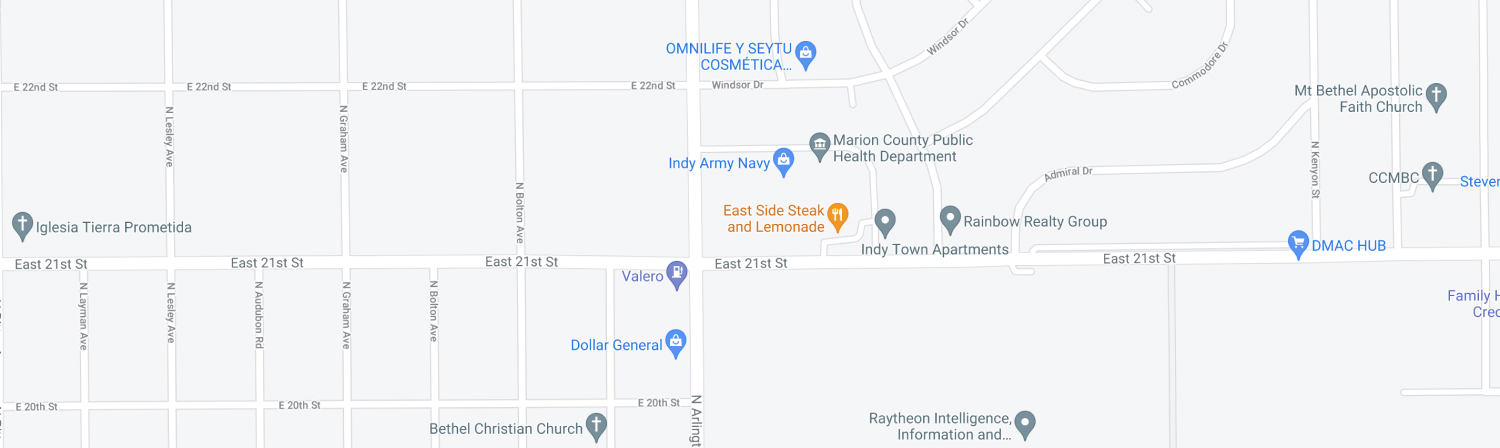 OMNILIFE Y SEYTU
COSMÉTICA...
Windsor Dr
Commodore Dr
E 22nd St
E 22nd St
E 22nd St
E 22nd St
Windsor Dr
Mt Bethel Apostolic
Faith Church
N Lesley Ave
N Graham Ave
Marion County Public
Health Department
Indy Army Navy
N Kenyon St
Admiral Dr
CCMBC
Steven
N Bolton Ave
East Side Steak
and Lemonade
Iglesia Tierra Prometida
Rainbow Realty Group
Indy Town Apartments
DMAC HUB
East 21st St
East 21st St
East 21st St
East 21st St
East 21st St
Valero
N Layman Ave
N Lesley Ave
N Audubon Rd
N Graham Ave
N Bolton Ave
Family H
Cred
Dollar General
E 20th St
E 20th St
E 20th St
N Arlingt
Bethel Christian Church
Raytheon Intelligence,
Information and...